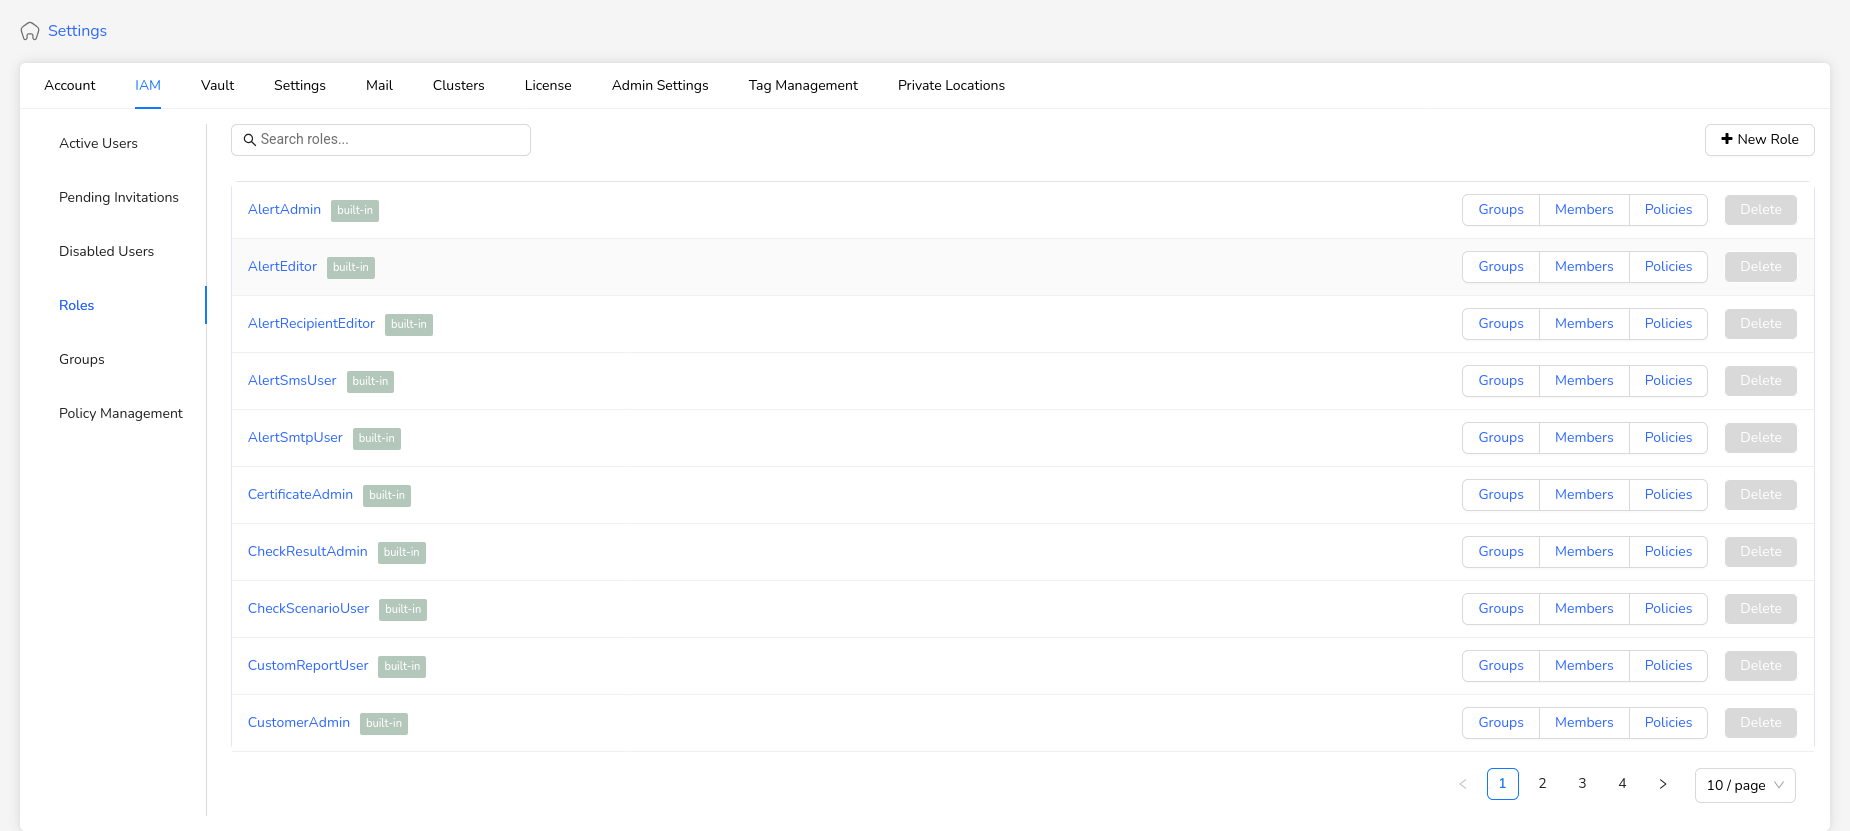 Settings
Account IAM Vault Settings Mail Clusters License Admin Settings Tag Management Private Locations
Active Users
Pending Invitations
Disabled Users
Roles
Groups
Policy Management
Search roles...
New Role
AlertAdmin built-in Groups Members Policies Delete
AlertEditor built-in Groups Members Policies Delete
AlertRecipientEditor built-in Groups Members Policies Delete
AlertSmsUser built-in Groups Members Policies Delete
AlertSmtpUser built-in Groups Members Policies Delete
CertificateAdmin built-in Groups Members Policies Delete
CheckResultAdmin built-in Groups Members Policies Delete
CheckScenarioUser built-in Groups Members Policies Delete
CustomReportUser built-in Groups Members Policies Delete
CustomerAdmin built-in Groups Members Policies Delete
1 2 3 4 10 / page